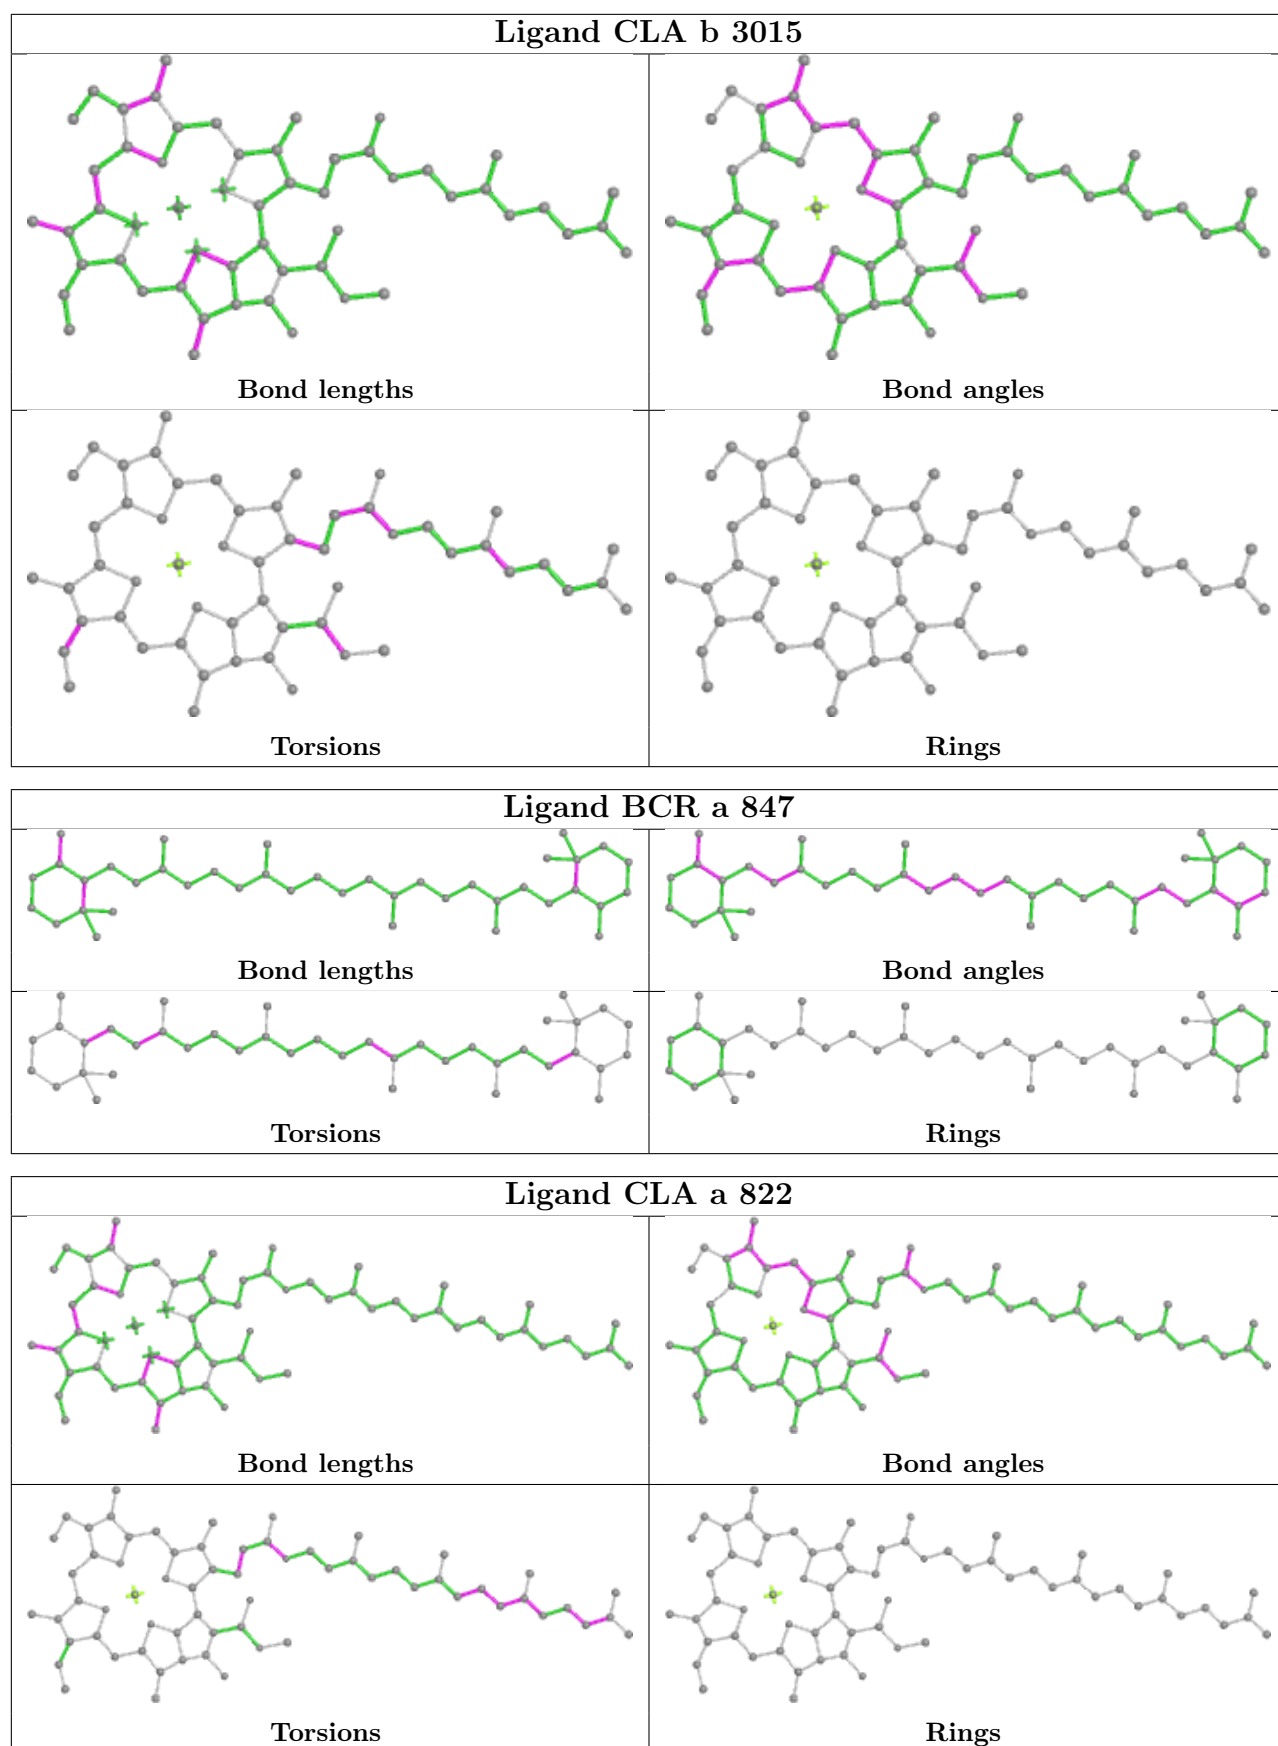 Ligand CLA b 3015
Bond lengths
Bond angles
Torsions
Rings
Ligand BCR a 847
Bond lengths
Bond angles
Torsions
Rings
Ligand CLA a 822
Bond lengths
Bond angles
Torsions
Rings